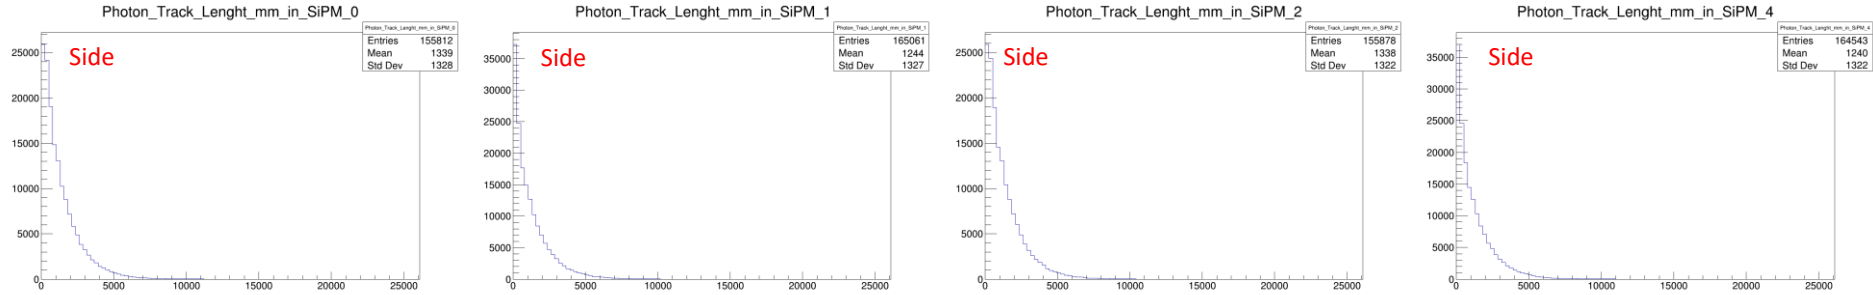 Photon_Track_Lenght_mm_in_SiPM_0
Photon_Track_Lenght_mm_in_SiPM_0
Entries 155812
Mean 1339
Std Dev 1328
Side
25000
20000
15000
10000
5000
0
0 5000 10000 15000 20000 25000
Photon_Track_Lenght_mm_in_SiPM_1
Photon_Track_Lenght_mm_in_SiPM_1
Entries 165061
Mean 1244
Std Dev 1327
Side
35000
30000
25000
20000
15000
10000
5000
0
0 5000 10000 15000 20000 25000
Photon_Track_Lenght_mm_in_SiPM_2
Photon_Track_Lenght_mm_in_SiPM_2
Entries 155878
Mean 1338
Std Dev 1322
Side
25000
20000
15000
10000
5000
0
0 5000 10000 15000 20000 25000
Photon_Track_Lenght_mm_in_SiPM_4
Photon_Track_Lenght_mm_in_SiPM_4
Entries 164543
Mean 1240
Std Dev 1322
Side
35000
30000
25000
20000
15000
10000
5000
0
0 5000 10000 15000 20000 25000